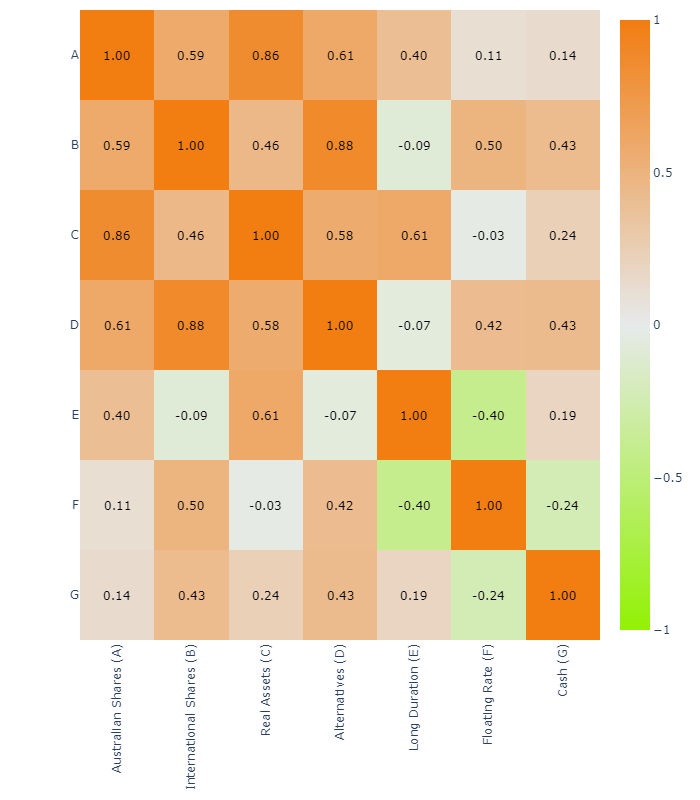 A 1.00 0.59 0.86 0.61 0.40 0.11 0.14
B 0.59 1.00 0.46 0.88 -0.09 0.50 0.43
C 0.86 0.46 1.00 0.58 0.61 -0.03 0.24
D 0.61 0.88 0.58 1.00 -0.07 0.42 0.43
E 0.40 -0.09 0.61 -0.07 1.00 -0.40 0.19
F 0.11 0.50 -0.03 0.42 -0.40 1.00 -0.24
G 0.14 0.43 0.24 0.43 0.19 -0.24 1.00
Australian Shares (A)
International Shares (B)
Real Assets (C)
Alternatives (D)
Long Duration (E)
Floating Rate (F)
Cash (G)
1
0.5
0
−0.5
−1